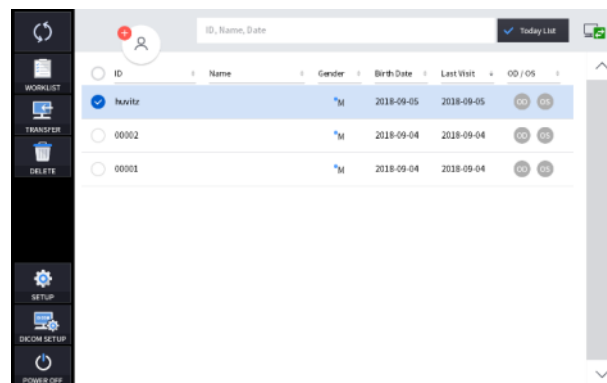 ID, Name, Date
Today List
ID Name Gender Birth Date Last Visit OD / OS
WORKLIST
huvitz M 2018-09-05 2018-09-05 OD OS
TRANSFER
00002 M 2018-09-04 2018-09-04 OD OS
DELETE
00001 M 2018-09-04 2018-09-04 OD OS
SETUP
DICOM SETUP
POWER OFF